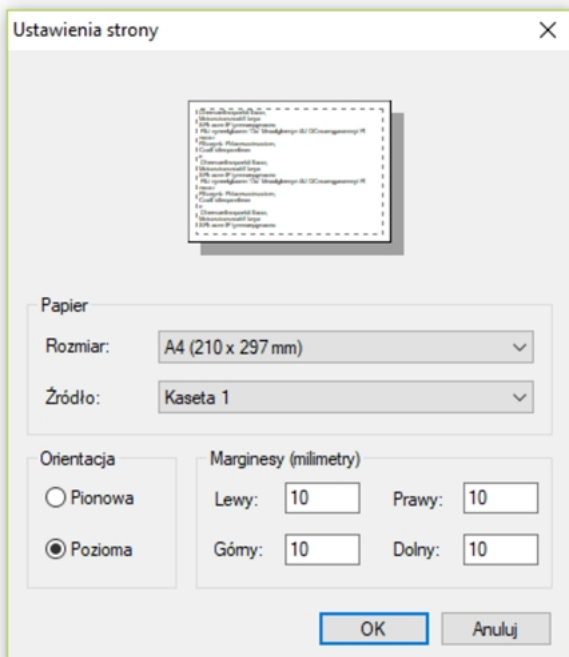 Ustawienia strony
Papier
Rozmiar: A4 (210 x 297 mm)
Źródło: Kaseta 1
Orientacja
Pionowa
Pozioma
Marginesy (milimetry)
Lewy: 10 Prawy: 10
Górny: 10 Dolny: 10
OK Anuluj